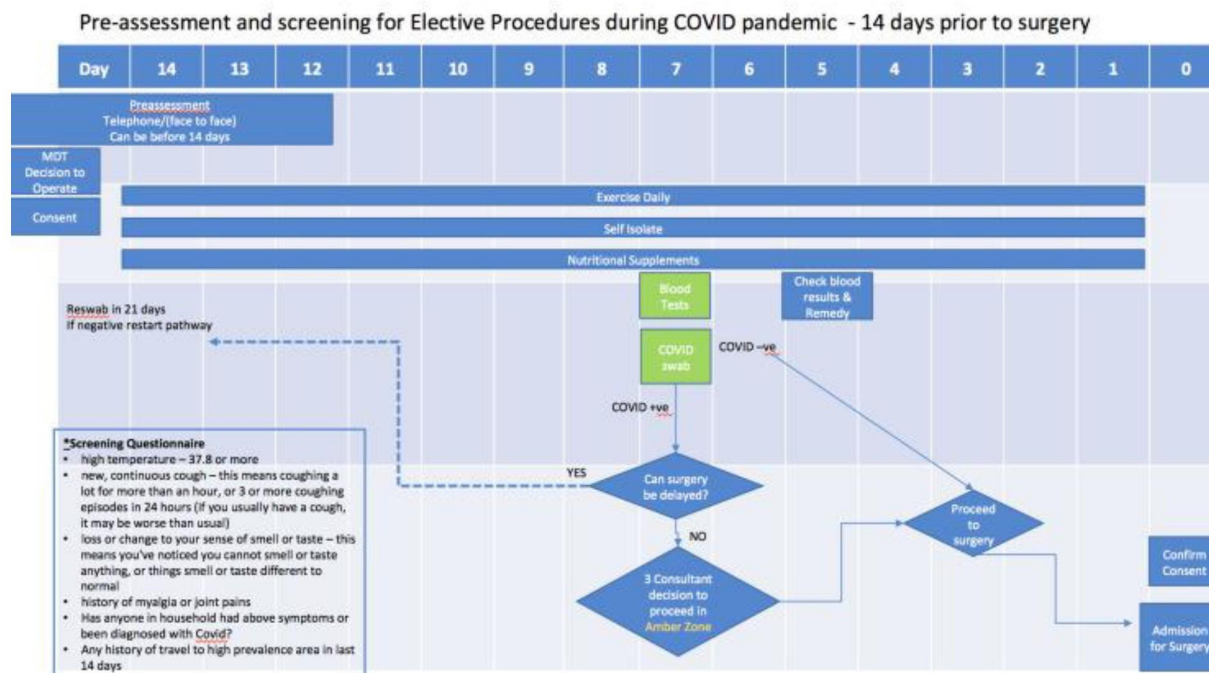 Pre-assessment and screening for Elective Procedures during COVID pandemic - 14 days prior to surgery
Day 14 13 12 11 10 9 8 7 6 5 4 3 2 1 0
Preassessment
Telephone/(face to face)
Can be before 14 days
MDT
Decision to
Operate
Consent
Exercise Daily
Self Isolate
Nutritional Supplements
Blood
Tests
Check blood
results &
Remedy
Reswab in 21 days
If negative restart pathway
COVID
swab
COVID –ve
COVID +ve
YES
Can surgery
be delayed?
NO
3 Consultant
decision to
proceed in
Amber Zone
Proceed
to
surgery
Confirm
Consent
Admission
for Surgery
*Screening Questionnaire
• high temperature – 37.8 or more
• new, continuous cough – this means coughing a
lot for more than an hour, or 3 or more coughing
episodes in 24 hours (if you usually have a cough,
it may be worse than usual)
• loss or change to your sense of smell or taste – this
means you've noticed you cannot smell or taste
anything, or things smell or taste different to
normal
• history of myalgia or joint pains
• Has anyone in household had above symptoms or
been diagnosed with Covid?
• Any history of travel to high prevalence area in last
14 days